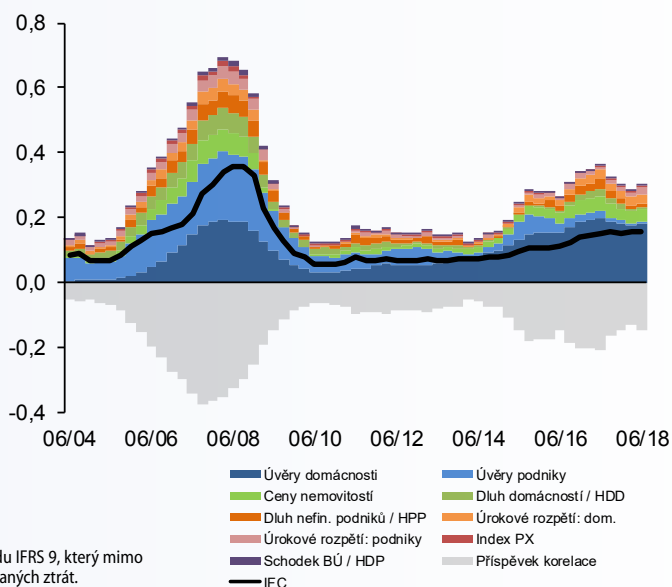 0,8
0,6
0,4
0,2
0,0
-0,2
-0,4
06/04 06/06 06/08 06/10 06/12 06/14 06/16 06/18
Úvěry domácnosti Úvěry podniky
Ceny nemovitostí Dluh domácností / HDD
Dluh nefin. podniků / HPP Úrokové rozpětí: dom.
Úrokové rozpětí: podniky Index PX
Schodek BÚ / HDP Příspěvek korelace
IFC
du IFRS 9, který mimo
aných ztrát.